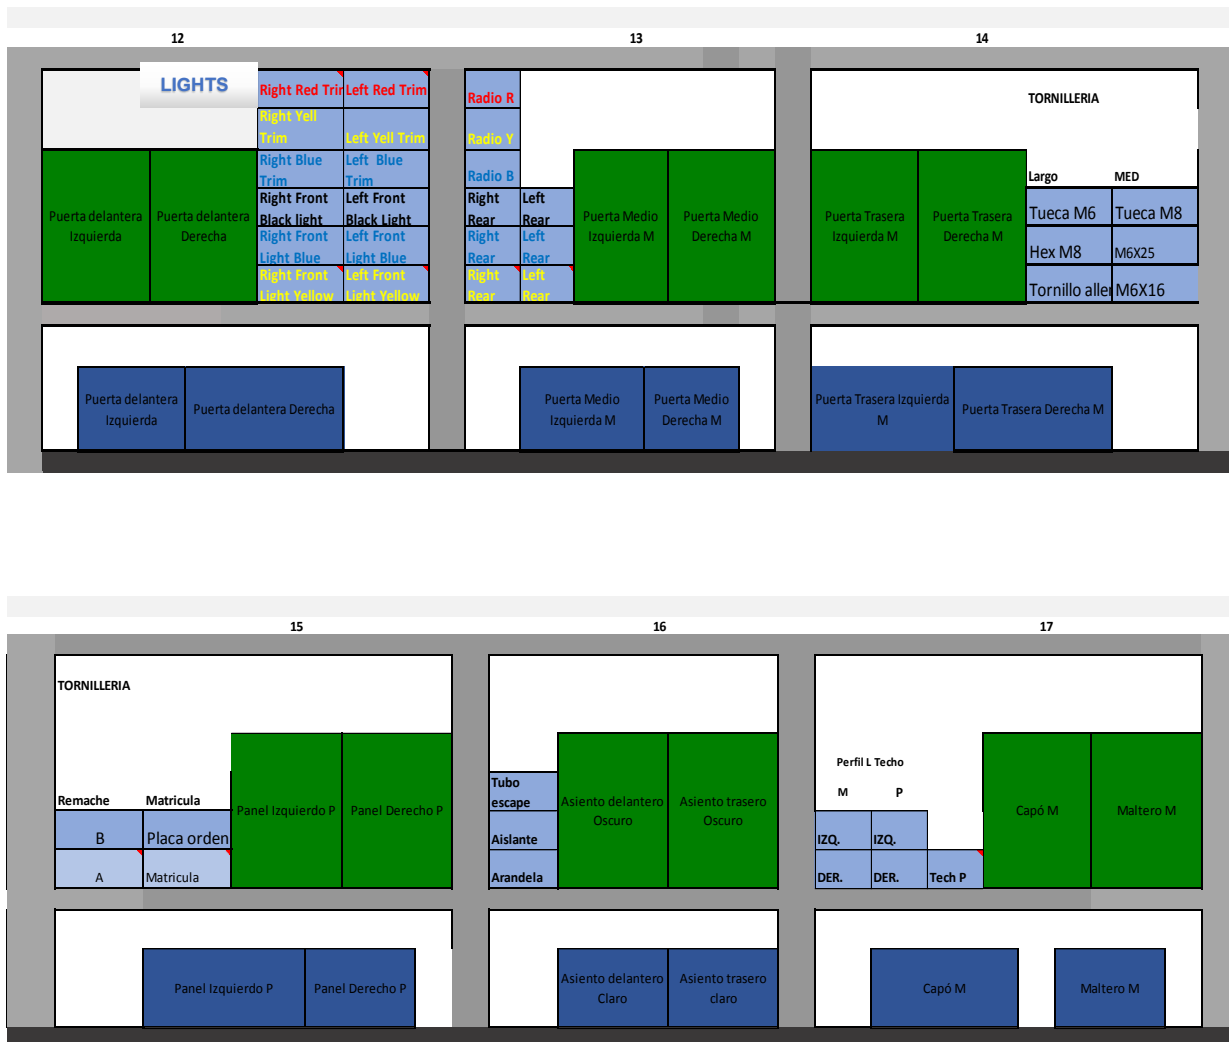 12 13 14
LIGHTS
Right Red Trir Left Red Trim
Right Yell
Trim Left Yell Trim
Right Blue
Trim
Left Blue
Trim
Right Front
Black light
Left Front
Black Light
Right Front
Light Blue
Left Front
Light Blue
Right Front
Light Yellow
Left Front
Light Yellow
Puerta delantera
Izquierda
Puerta delantera
Derecha
Radio R
Radio Y
Radio B
Right
Rear
Left
Rear
Right
Rear
Left
Rear
Right
Rear
Left
Rear
Puerta Medio
Izquierda M
Puerta Medio
Derecha M
TORNILLERIA
Puerta Trasera
Izquierda M
Puerta Trasera
Derecha M
Largo MED
Tueca M6 Tueca M8
Hex M8 M6X25
Tornillo aller M6X16
Puerta delantera
Izquierda
Puerta delantera Derecha
Puerta Medio
Izquierda M
Puerta Medio
Derecha M
Puerta Trasera Izquierda
M
Puerta Trasera Derecha M
15 16 17
TORNILLERIA
Remache Matricula
B Placa orden
A Matricula
Panel Izquierdo P
Panel Derecho P
Tubo
escape
Aislante
Arandela
Asiento delantero
Oscuro
Asiento trasero
Oscuro
Perfil L Techo
M P
IZQ. IZQ.
DER. DER. Tech P
Capó M
Maltero M
Panel Izquierdo P
Panel Derecho P
Asiento delantero
Claro
Asiento trasero
claro
Capó M
Maltero M